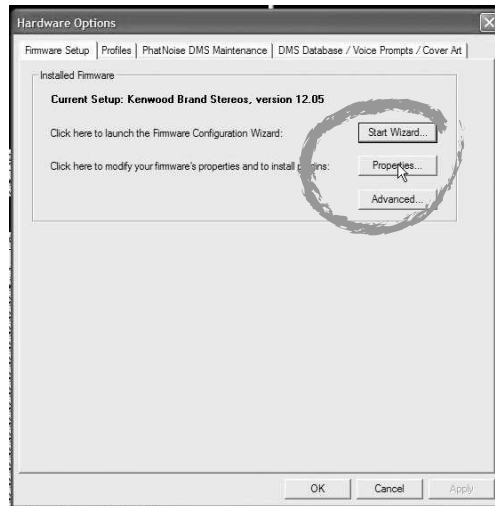 Hardware Options
Firmware Setup Profiles PhatNoise DMS Maintenance DMS Database / Voice Prompts / Cover Art
Installed Firmware
Current Setup: Kenwood Brand Stereos, version 12.05
Click here to launch the Firmware Configuration Wizard: Start Wizard...
Click here to modify your firmware's properties and to install plugins: Properties...
Advanced...
OK Cancel Apply